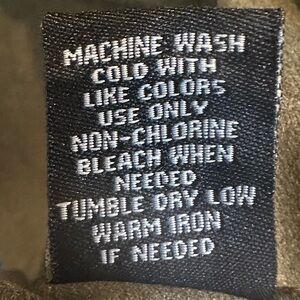 MACHINE WASH
COLD WITH
LIKE COLORS
USE ONLY
NON-CHLORINE
BLEACH WHEN
NEEDED
TUMBLE DRY LOW
WARM IRON
IF NEEDED